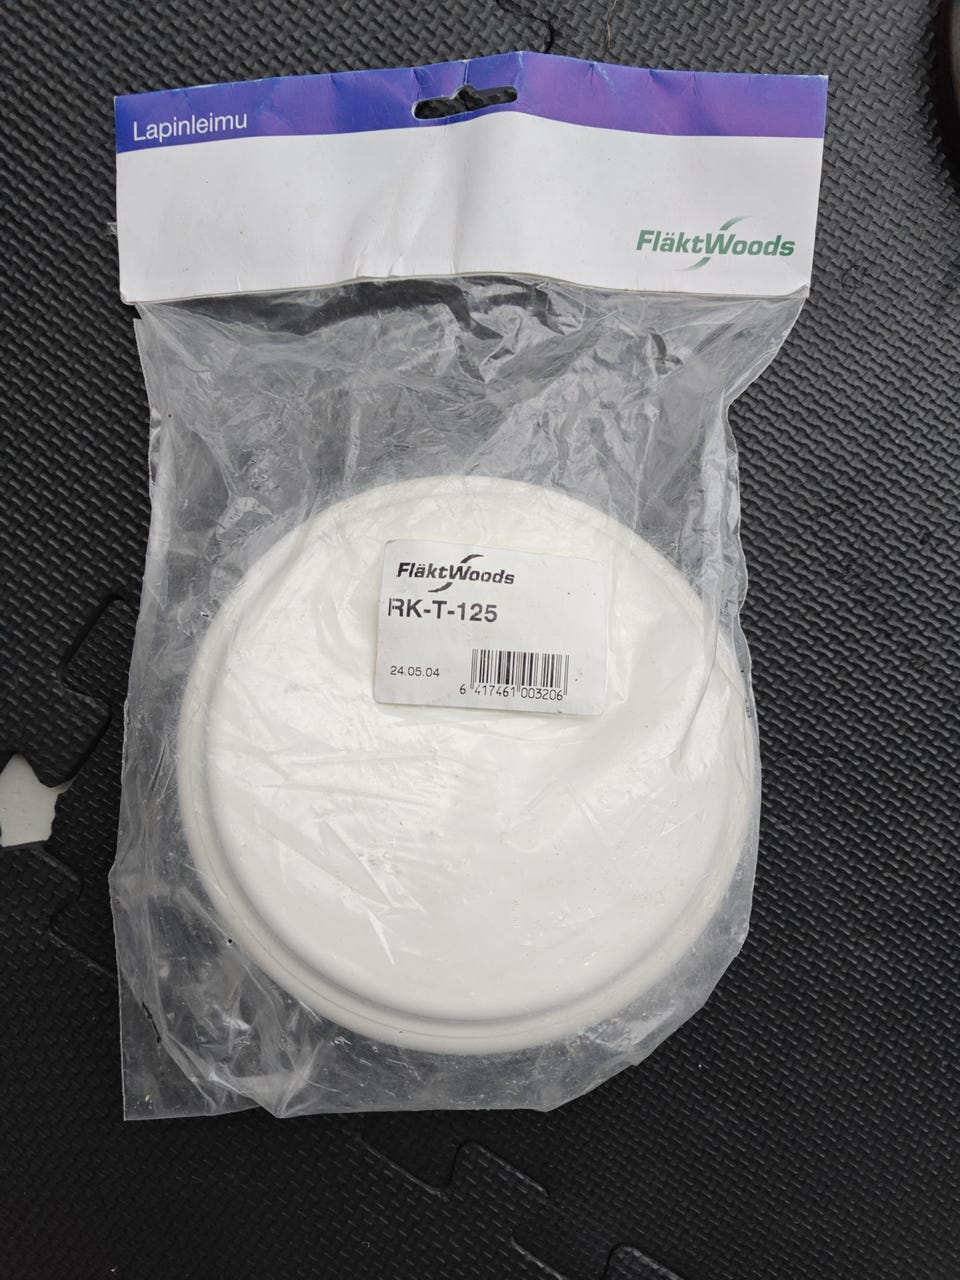 Lapinleimu
FläktWoods
FläktWoods
RK-T-125
24.05.04
6 417461 003206